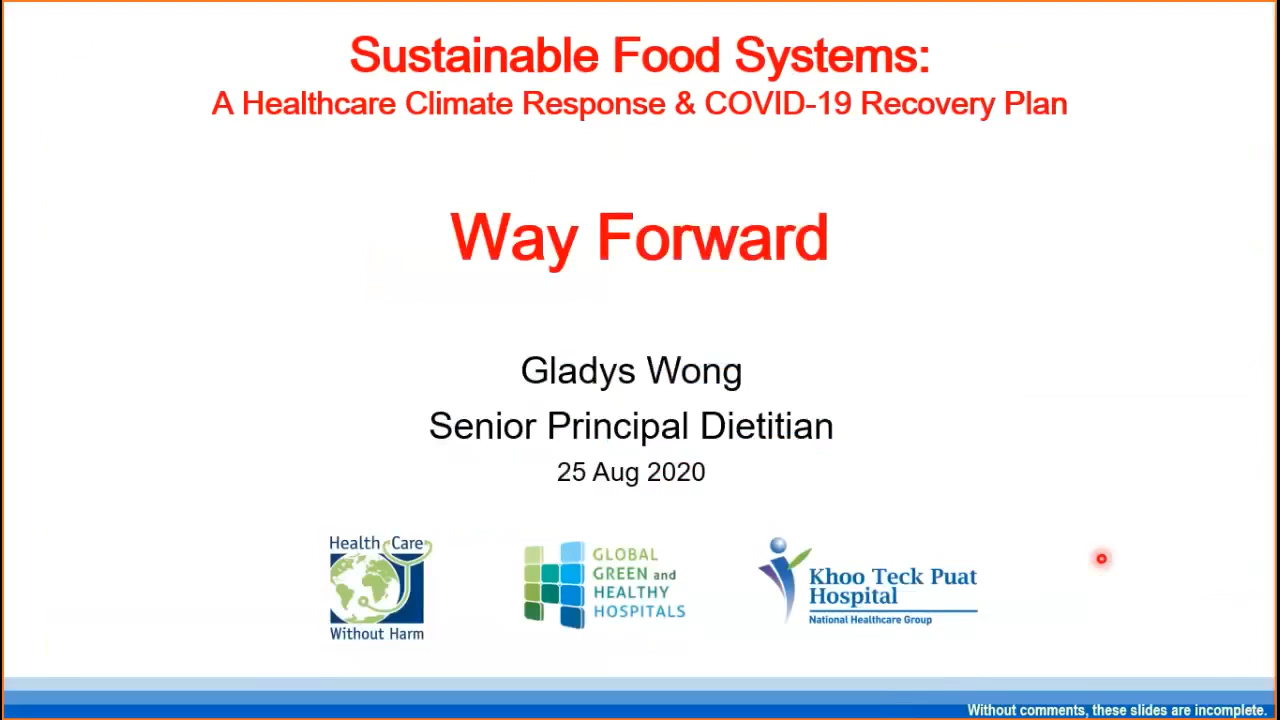 Sustainable Food Systems:
A Healthcare Climate Response & COVID-19 Recovery Plan
Way Forward
Gladys Wong
Senior Principal Dietitian
25 Aug 2020
Health Care
Without Harm
GLOBAL
GREEN and
HEALTHY
HOSPITALS
Khoo Teck Puat
Hospital
National Healthcare Group
Without comments, these slides are incomplete.